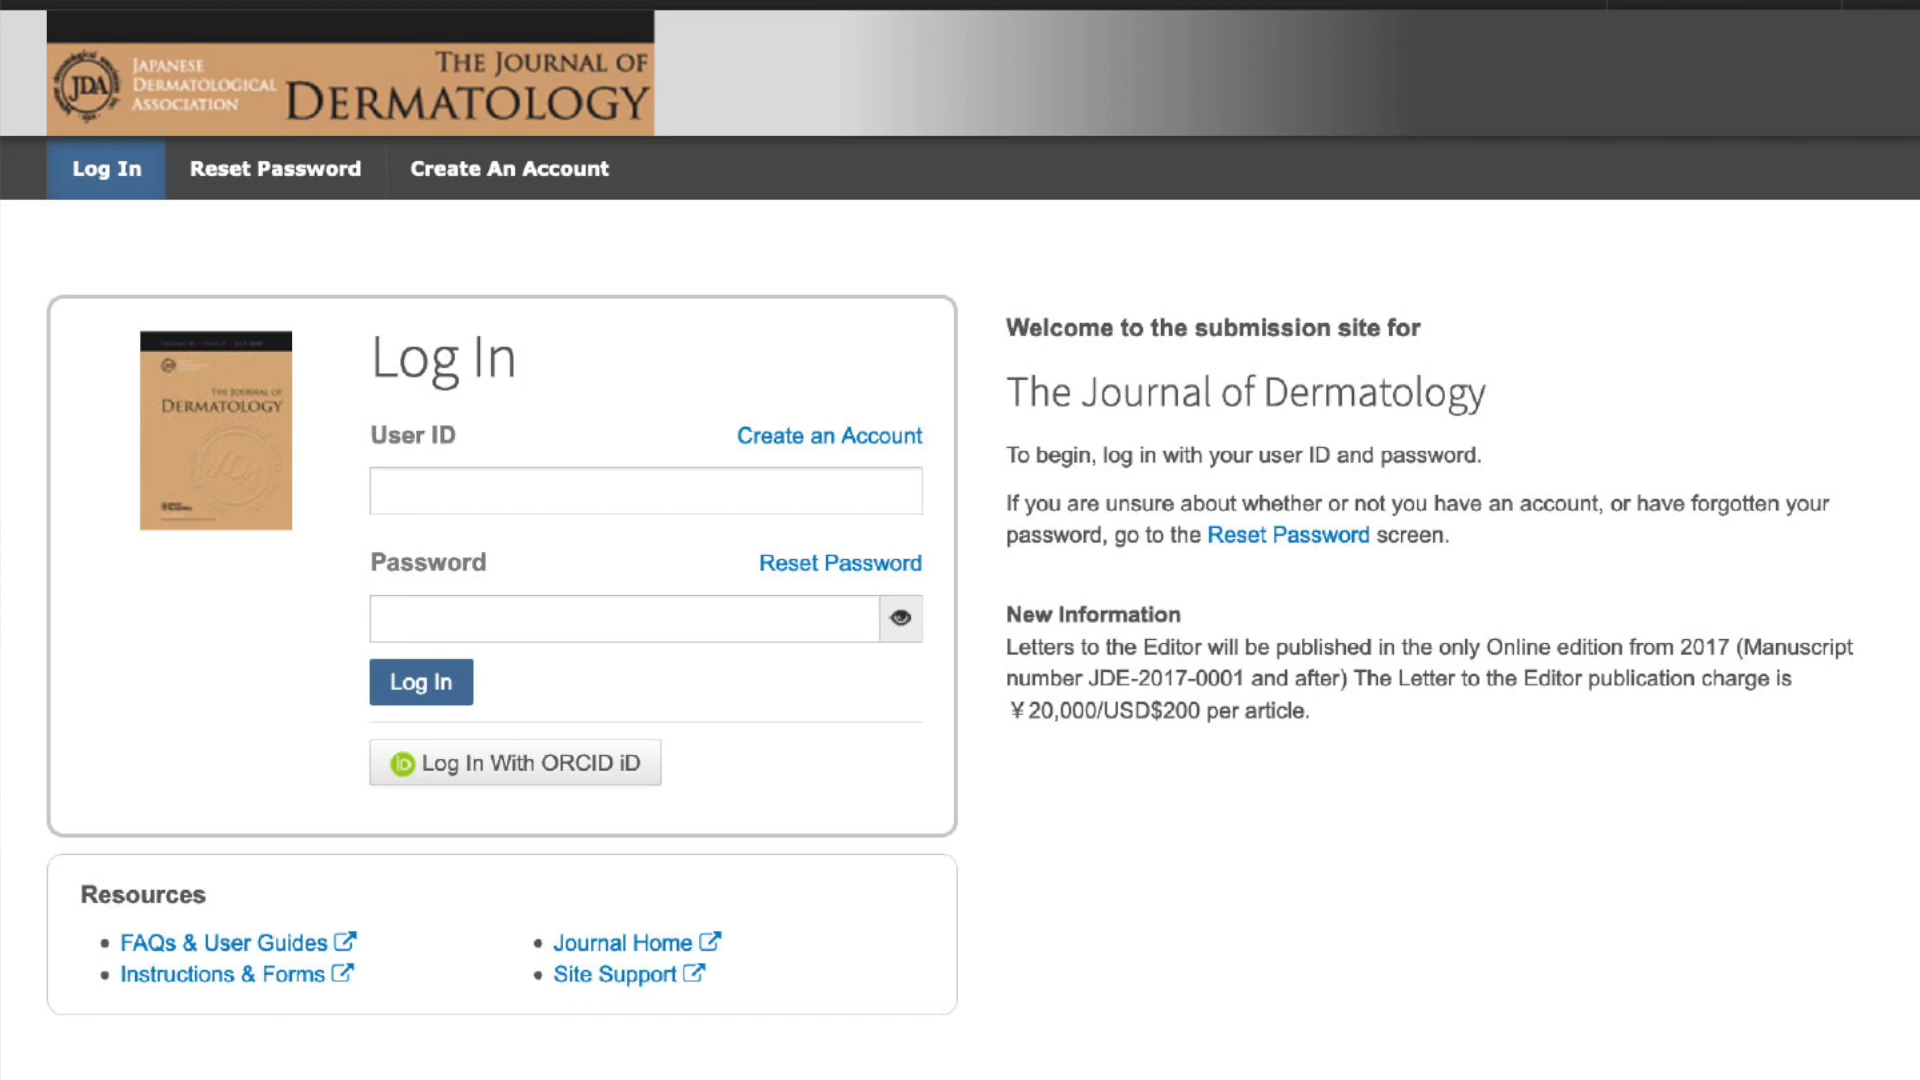 JDA
JAPANESE
DERMATOLOGICAL
ASSOCIATION
THE JOURNAL OF
DERMATOLOGY
Log In
Reset Password
Create An Account
THE JOURNAL OF
DERMATOLOGY
JDA
Log In
User ID
Create an Account
Password
Reset Password
Log In
iD Log In With ORCID iD
Resources
FAQs & User Guides
Instructions & Forms
Journal Home
Site Support
Welcome to the submission site for
The Journal of Dermatology
To begin, log in with your user ID and password.
If you are unsure about whether or not you have an account, or have forgotten your
password, go to the Reset Password screen.
New Information
Letters to the Editor will be published in the only Online edition from 2017 (Manuscript
number JDE-2017-0001 and after) The Letter to the Editor publication charge is
¥20,000/USD$200 per article.